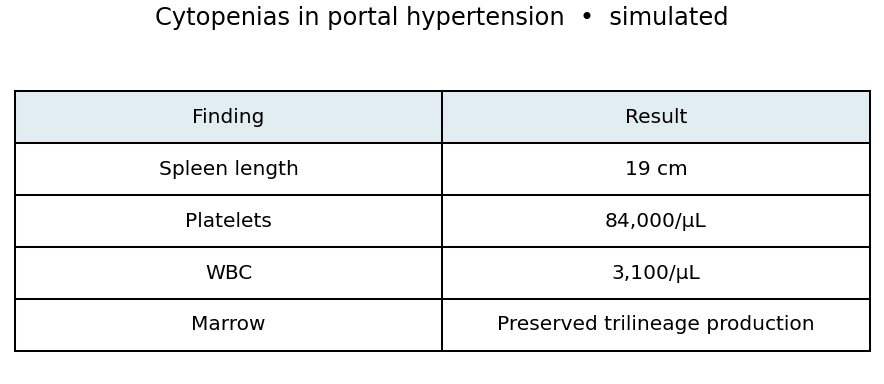 Cytopenias in portal hypertension • simulated
Finding Result
Spleen length 19 cm
Platelets 84,000/µL
WBC 3,100/µL
Marrow Preserved trilineage production